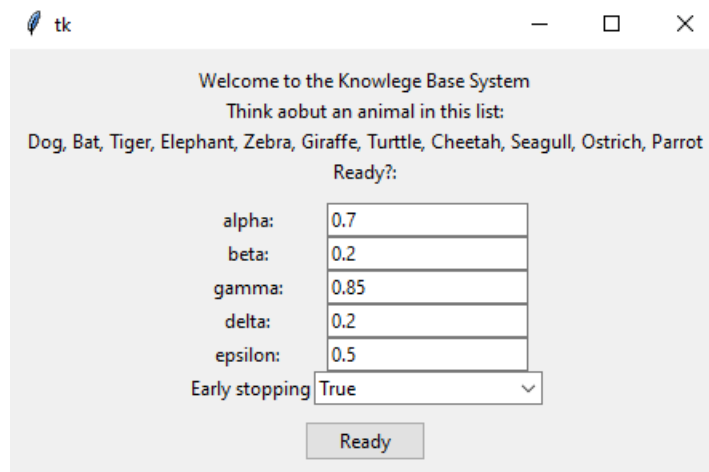 tk
Welcome to the Knowlege Base System
Think aobut an animal in this list:
Dog, Bat, Tiger, Elephant, Zebra, Giraffe, Turttle, Cheetah, Seagull, Ostrich, Parrot
Ready?:
alpha: 0.7
beta: 0.2
gamma: 0.85
delta: 0.2
epsilon: 0.5
Early stopping True
Ready